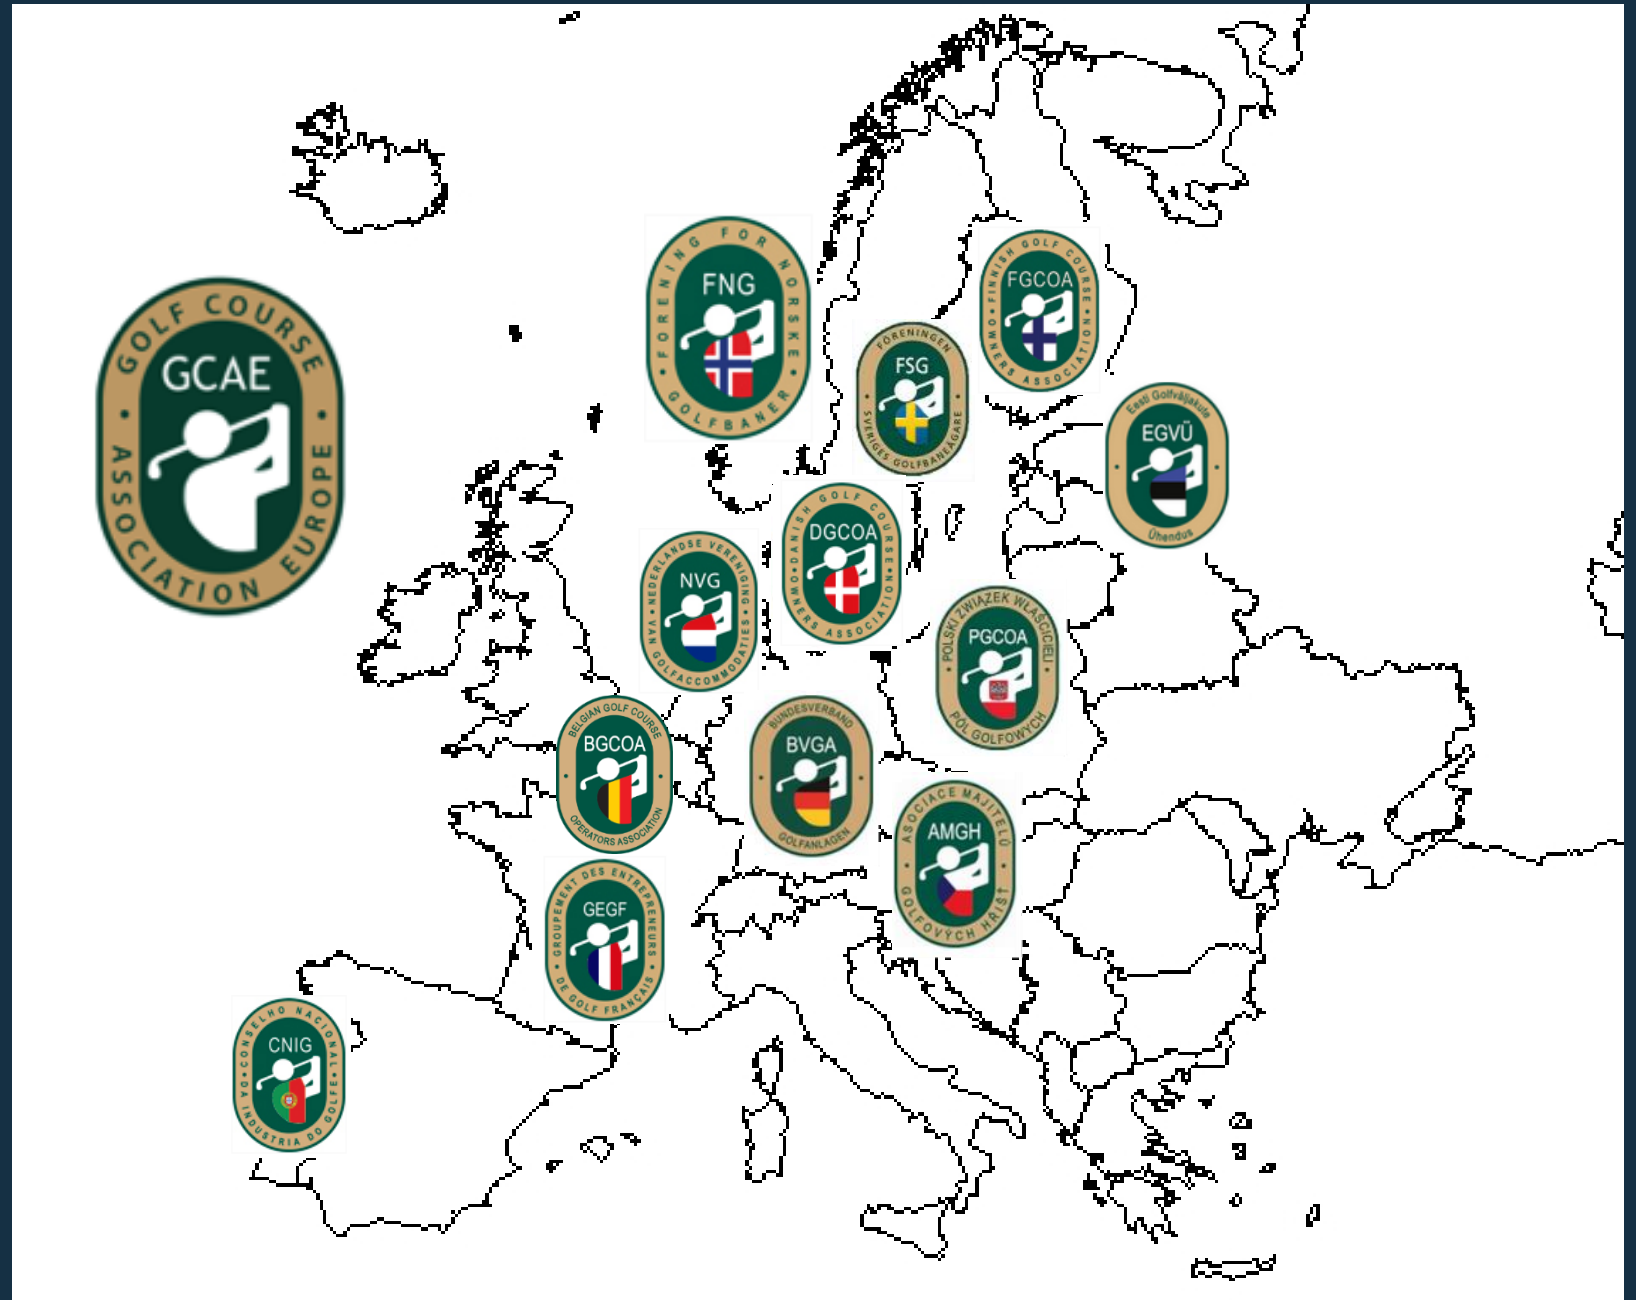 GOLF COURSE
GCAE
ASSOCIATION EUROPE
FORENING FOR NORSKE
FNG
GOLFBANER
FINNISH GOLF COURSE
FGCOA
OWNERS ASSOCIATION
FÖRENINGEN
FSG
SVERIGES GOLFBANEÄGARE
Eesti Golfväljakute
EGVÜ
Ühendus
DANISH GOLF COURSE
DGCOA
OWNERS ASSOCIATION
NEDERLANDSE VERENIGING
NVG
VAN GOLFACCOMMODATIES
POLSKI ZWIĄZEK WŁAŚCICIELI
PGCOA
PÓL GOLFOWYCH
BELGIAN GOLF COURSE
BGCOA
OPERATORS ASSOCIATION
BUNDESVERBAND
BVGA
GOLFANLAGEN
ASOCIACE MAJITELŮ
AMGH
GOLFOVÝCH HŘIŠŤ
GROUPEMENT DES ENTREPRENEURS
GEGF
DE GOLF FRANÇAIS
CONSELHO NACIONAL
CNIG
DA INDUSTRIA DO GOLFE